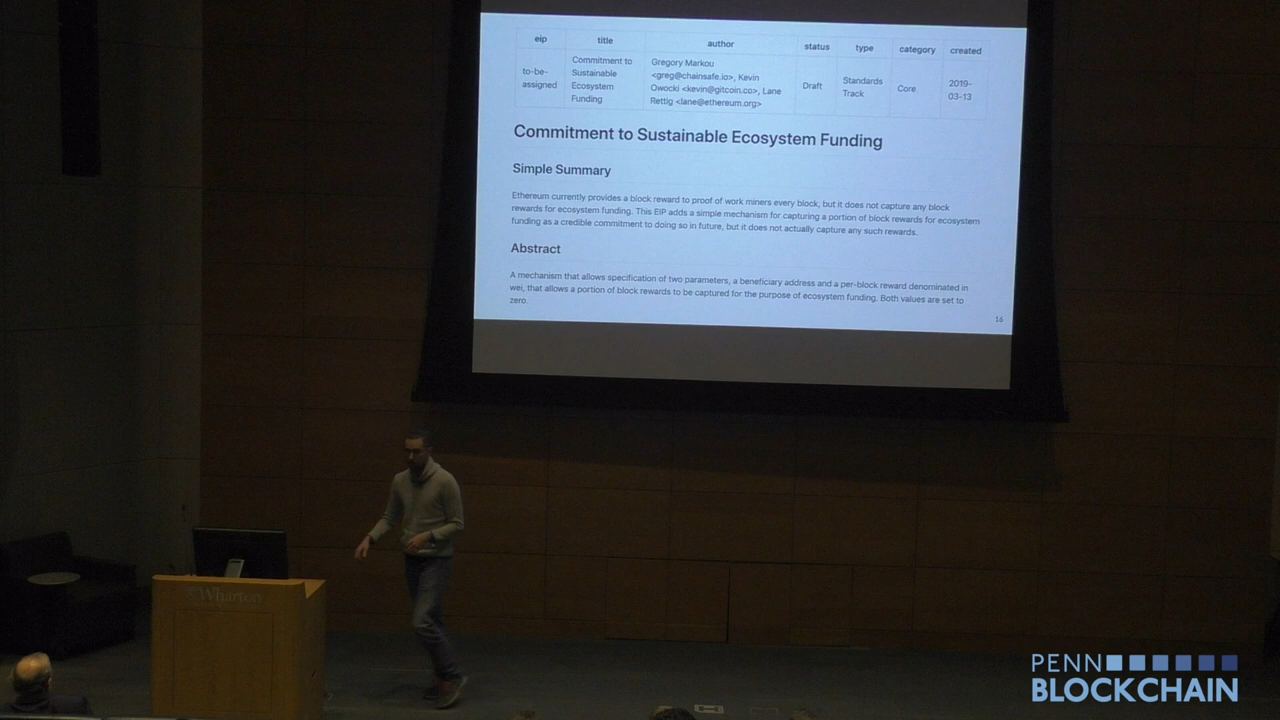 eip title author status type category created
to-be-assigned
Commitment to
Sustainable
Ecosystem
Funding
Gregory Markou
<greg@chainsafe.io>, Kevin
Owocki <kevin@gitcoin.co>, Lane
Rettig <lane@ethereum.org>
Draft
Standards
Track
Core
2019-
03-13
Commitment to Sustainable Ecosystem Funding
Simple Summary
Ethereum currently provides a block reward to proof of work miners every block, but it does not capture any block
rewards for ecosystem funding. This EIP adds a simple mechanism for capturing a portion of block rewards for ecosystem
funding as a credible commitment to doing so in future, but it does not actually capture any such rewards.
Abstract
A mechanism that allows specification of two parameters, a beneficiary address and a per-block reward denominated in
wei, that allows a portion of block rewards to be captured for the purpose of ecosystem funding. Both values are set to
zero.
16
Wharton
PENN
BLOCKCHAIN